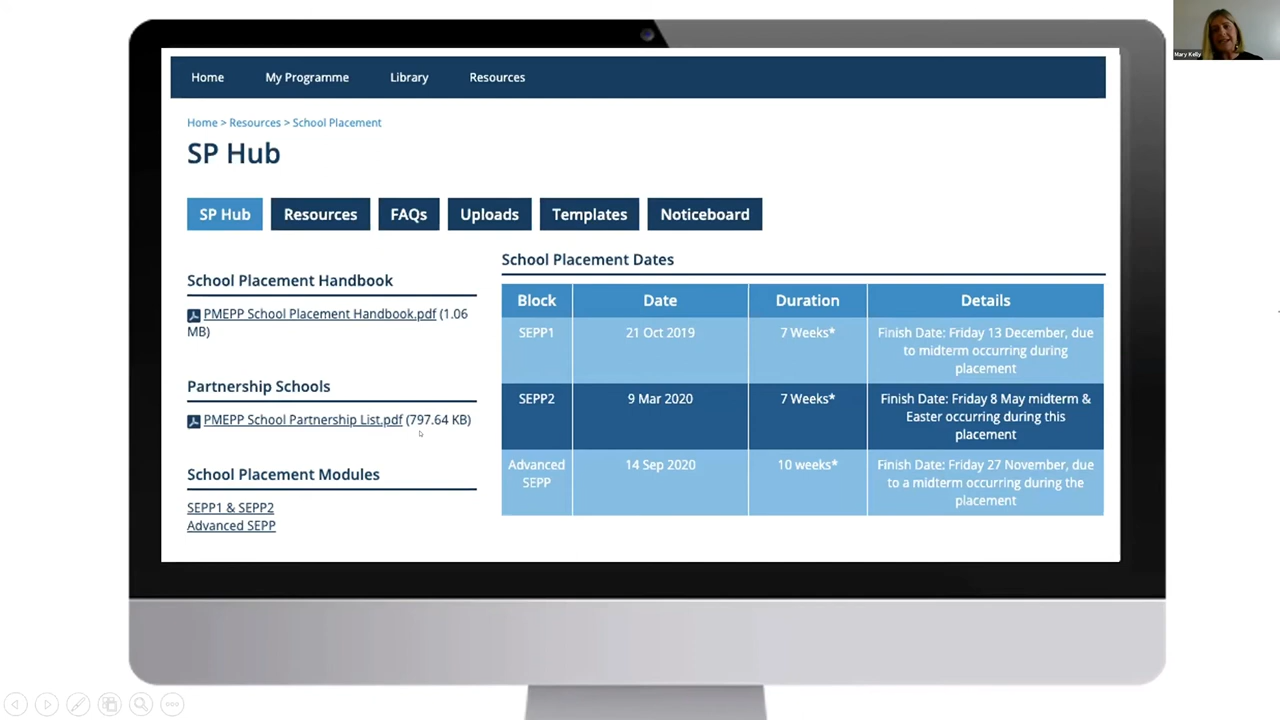 Home My Programme Library Resources
Mary Kelly
Home > Resources > School Placement
SP Hub
SP Hub Resources FAQs Uploads Templates Noticeboard
School Placement Handbook
PMEPP School Placement Handbook.pdf (1.06
MB)
Partnership Schools
PMEPP School Partnership List.pdf (797.64 KB)
School Placement Modules
SEPP1 & SEPP2
Advanced SEPP
School Placement Dates
Block Date Duration Details
SEPP1 21 Oct 2019 7 Weeks* Finish Date: Friday 13 December, due
to midterm occurring during
placement
SEPP2 9 Mar 2020 7 Weeks* Finish Date: Friday 8 May midterm &
Easter occurring during this
placement
Advanced 14 Sep 2020 10 weeks* Finish Date: Friday 27 November, due
SEPP to a midterm occurring during the
placement